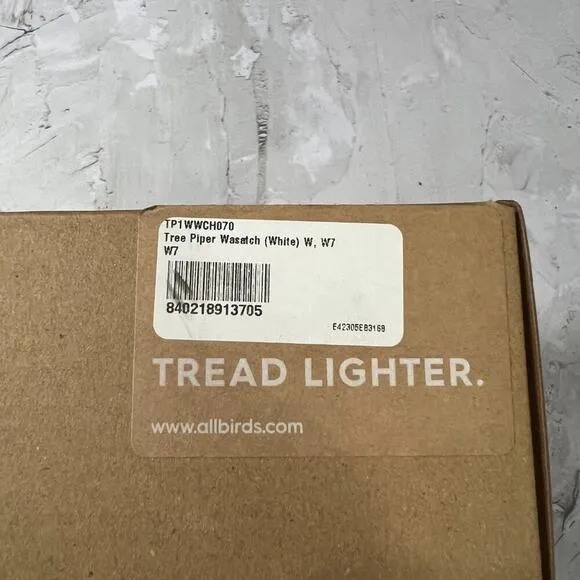 TP1WWCH070
Tree Piper Wasatch (White) W, W7
W7
840218913705
E42305E83168
TREAD LIGHTER.
www.allbirds.com